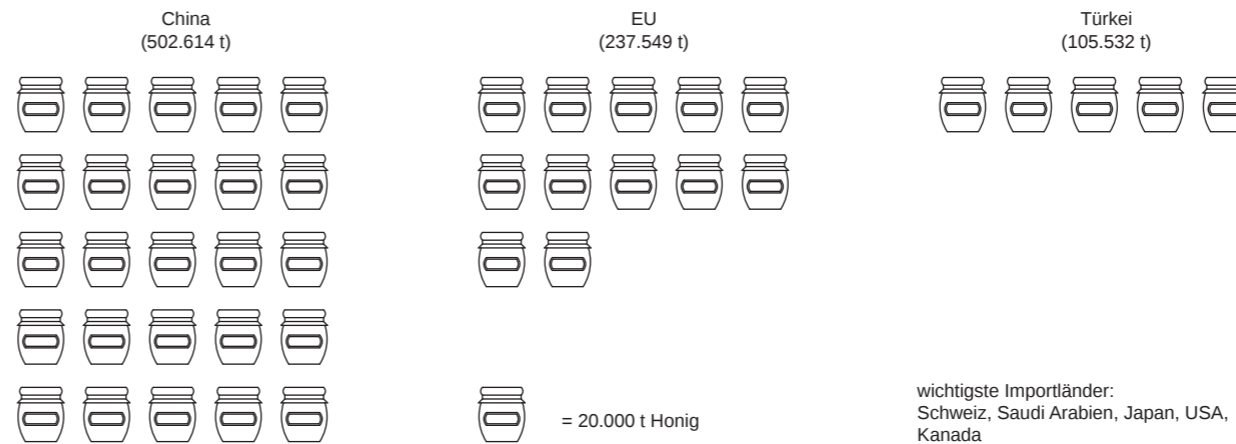 China
(502.614 t)
EU
(237.549 t)
Türkei
(105.532 t)
= 20.000 t Honig
wichtigste Importländer:
Schweiz, Saudi Arabien, Japan, USA,
Kanada